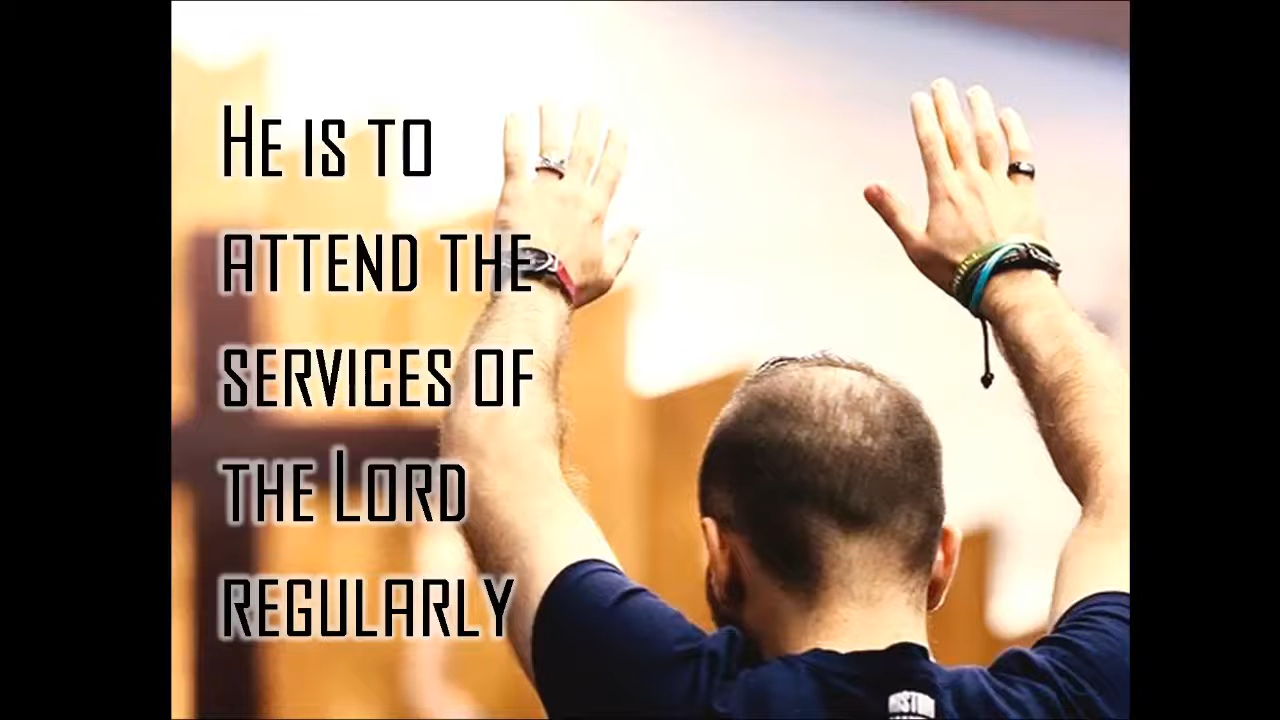 He is to
attend the
services of
the Lord
regularly